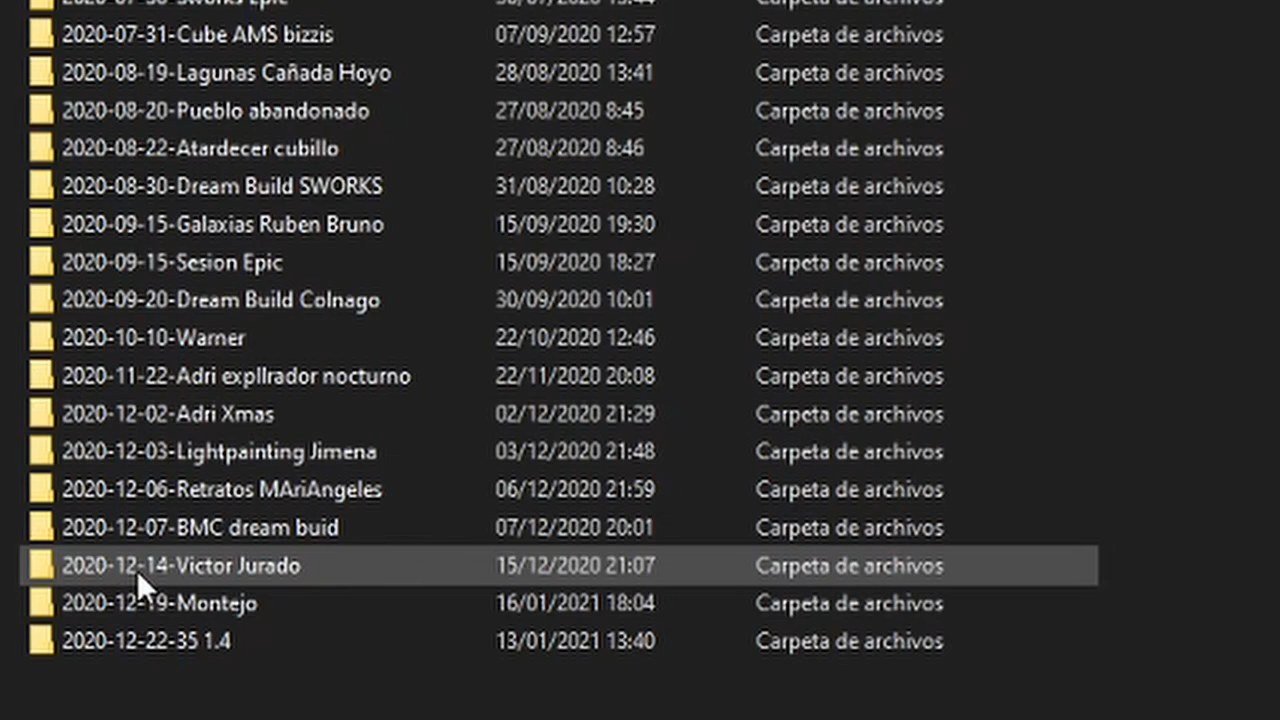 2020-07-31-Cube AMS bizzis 07/09/2020 12:57 Carpeta de archivos
2020-08-19-Lagunas Cañada Hoyo 28/08/2020 13:41 Carpeta de archivos
2020-08-20-Pueblo abandonado 27/08/2020 8:45 Carpeta de archivos
2020-08-22-Atardecer cubillo 27/08/2020 8:46 Carpeta de archivos
2020-08-30-Dream Build SWORKS 31/08/2020 10:28 Carpeta de archivos
2020-09-15-Galaxias Ruben Bruno 15/09/2020 19:30 Carpeta de archivos
2020-09-15-Sesion Epic 15/09/2020 18:27 Carpeta de archivos
2020-09-20-Dream Build Colnago 30/09/2020 10:01 Carpeta de archivos
2020-10-10-Warner 22/10/2020 12:46 Carpeta de archivos
2020-11-22-Adri expllrador nocturno 22/11/2020 20:08 Carpeta de archivos
2020-12-02-Adri Xmas 02/12/2020 21:29 Carpeta de archivos
2020-12-03-Lightpainting Jimena 03/12/2020 21:48 Carpeta de archivos
2020-12-06-Retratos MAriAngeles 06/12/2020 21:59 Carpeta de archivos
2020-12-07-BMC dream buid 07/12/2020 20:01 Carpeta de archivos
2020-12-14-Victor Jurado 15/12/2020 21:07 Carpeta de archivos
2020-12-19-Montejo 16/01/2021 18:04 Carpeta de archivos
2020-12-22-35 1.4 13/01/2021 13:40 Carpeta de archivos